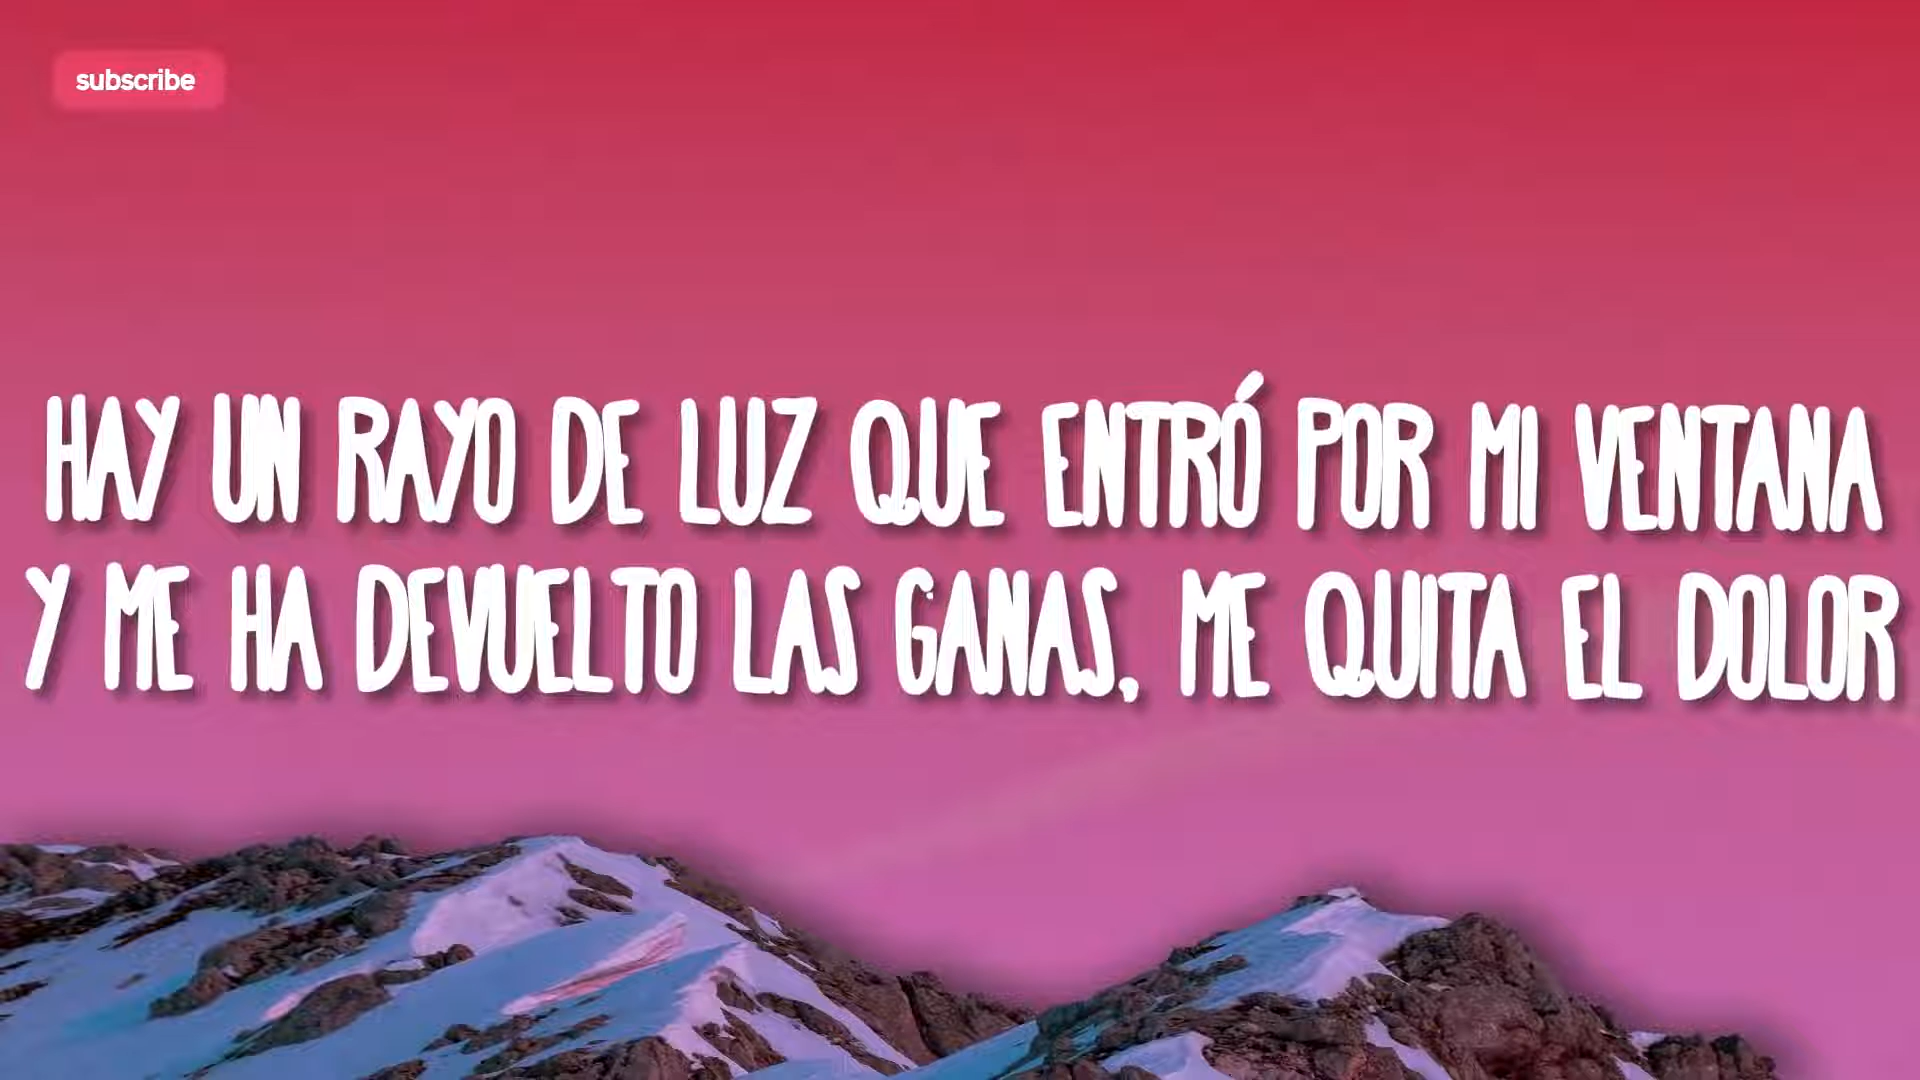 subscribe
HAY UN RAYO DE LUZ QUE ENTRÓ POR MI VENTANA
Y ME HA DEVUELTO LAS GANAS, ME QUITA EL DOLOR